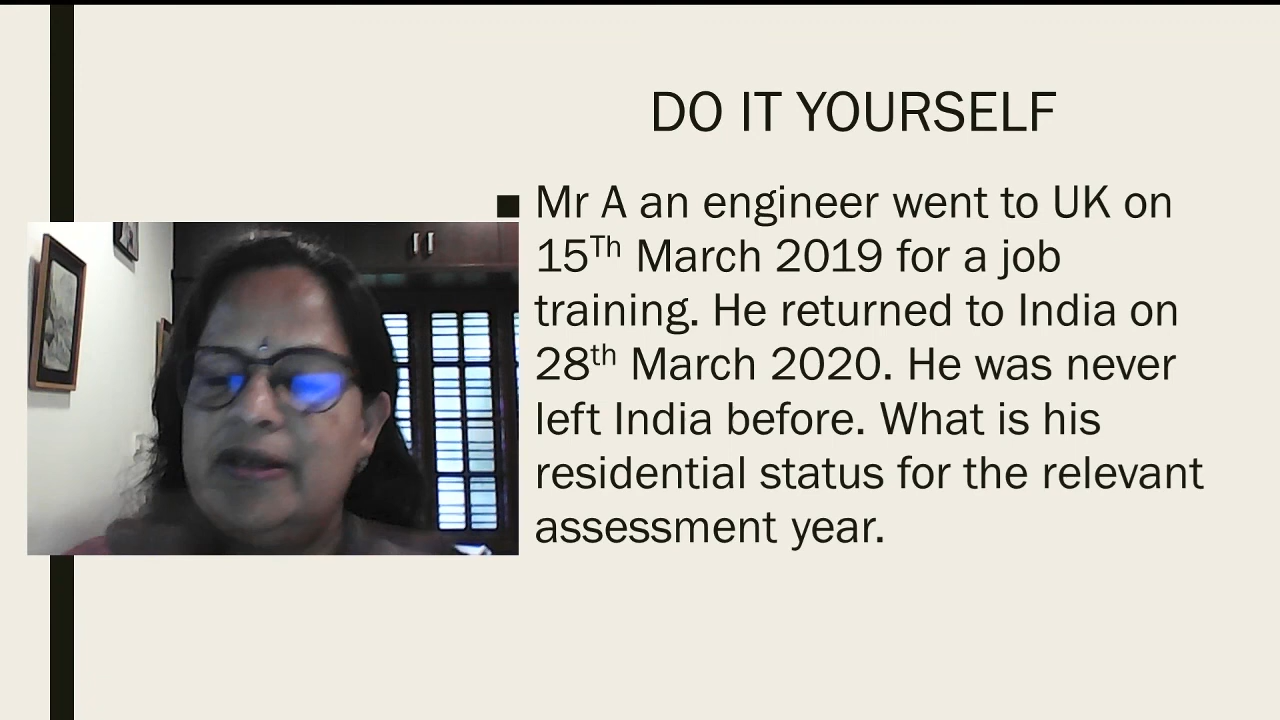 DO IT YOURSELF
■ Mr A an engineer went to UK on
15Th March 2019 for a job
training. He returned to India on
28th March 2020. He was never
left India before. What is his
residential status for the relevant
assessment year.